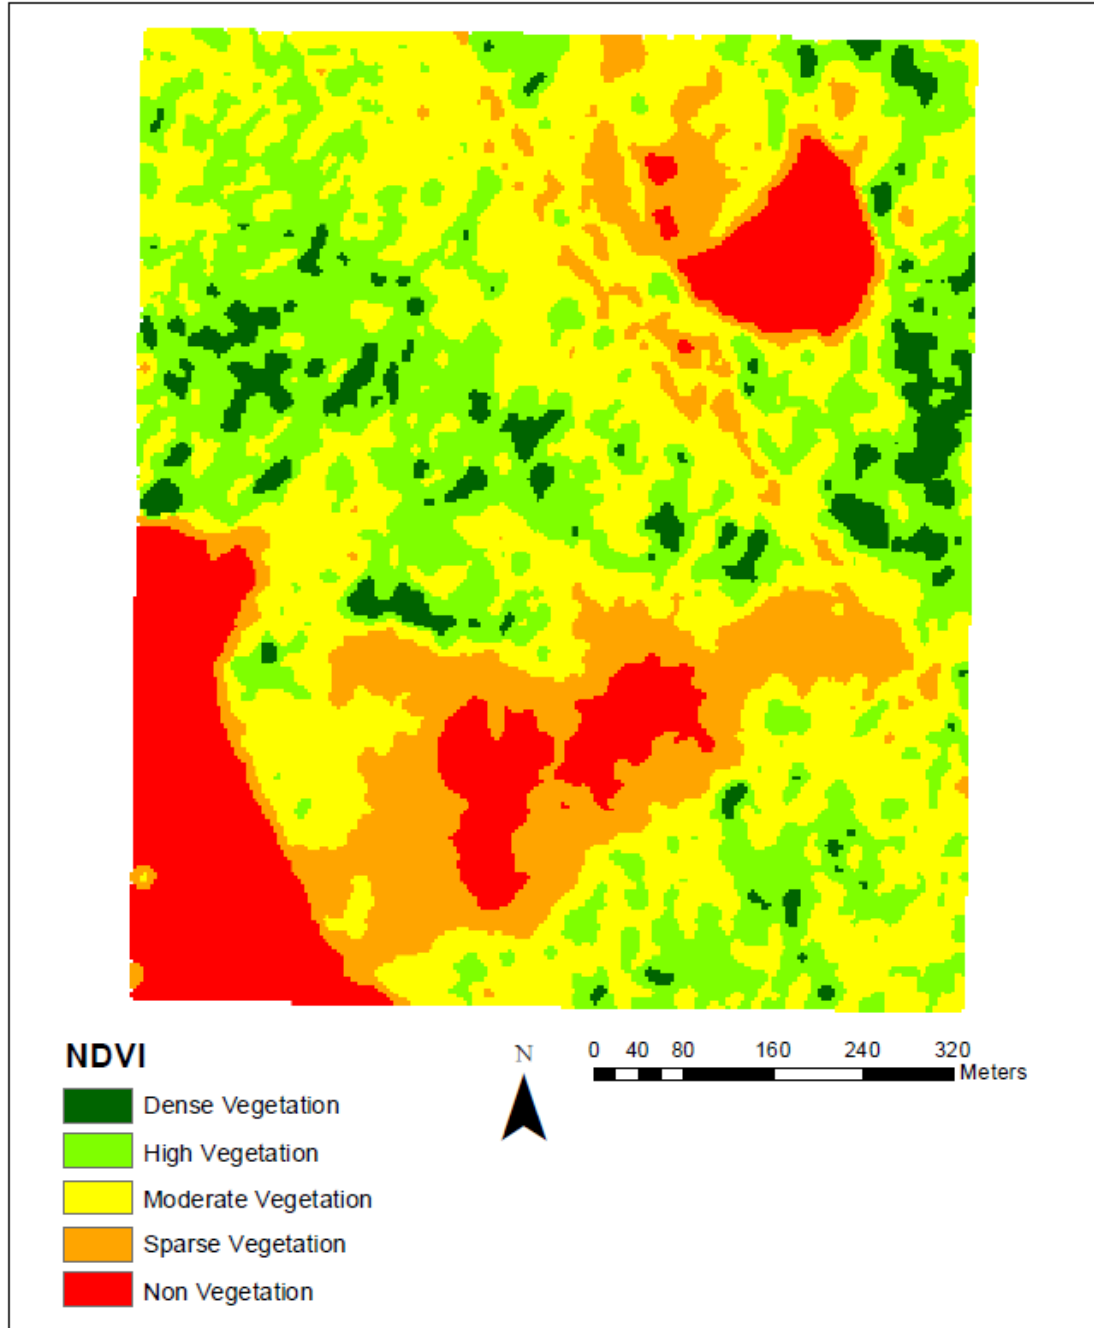 NDVI
Dense Vegetation
High Vegetation
Moderate Vegetation
Sparse Vegetation
Non Vegetation
N
0 40 80 160 240 320
Meters